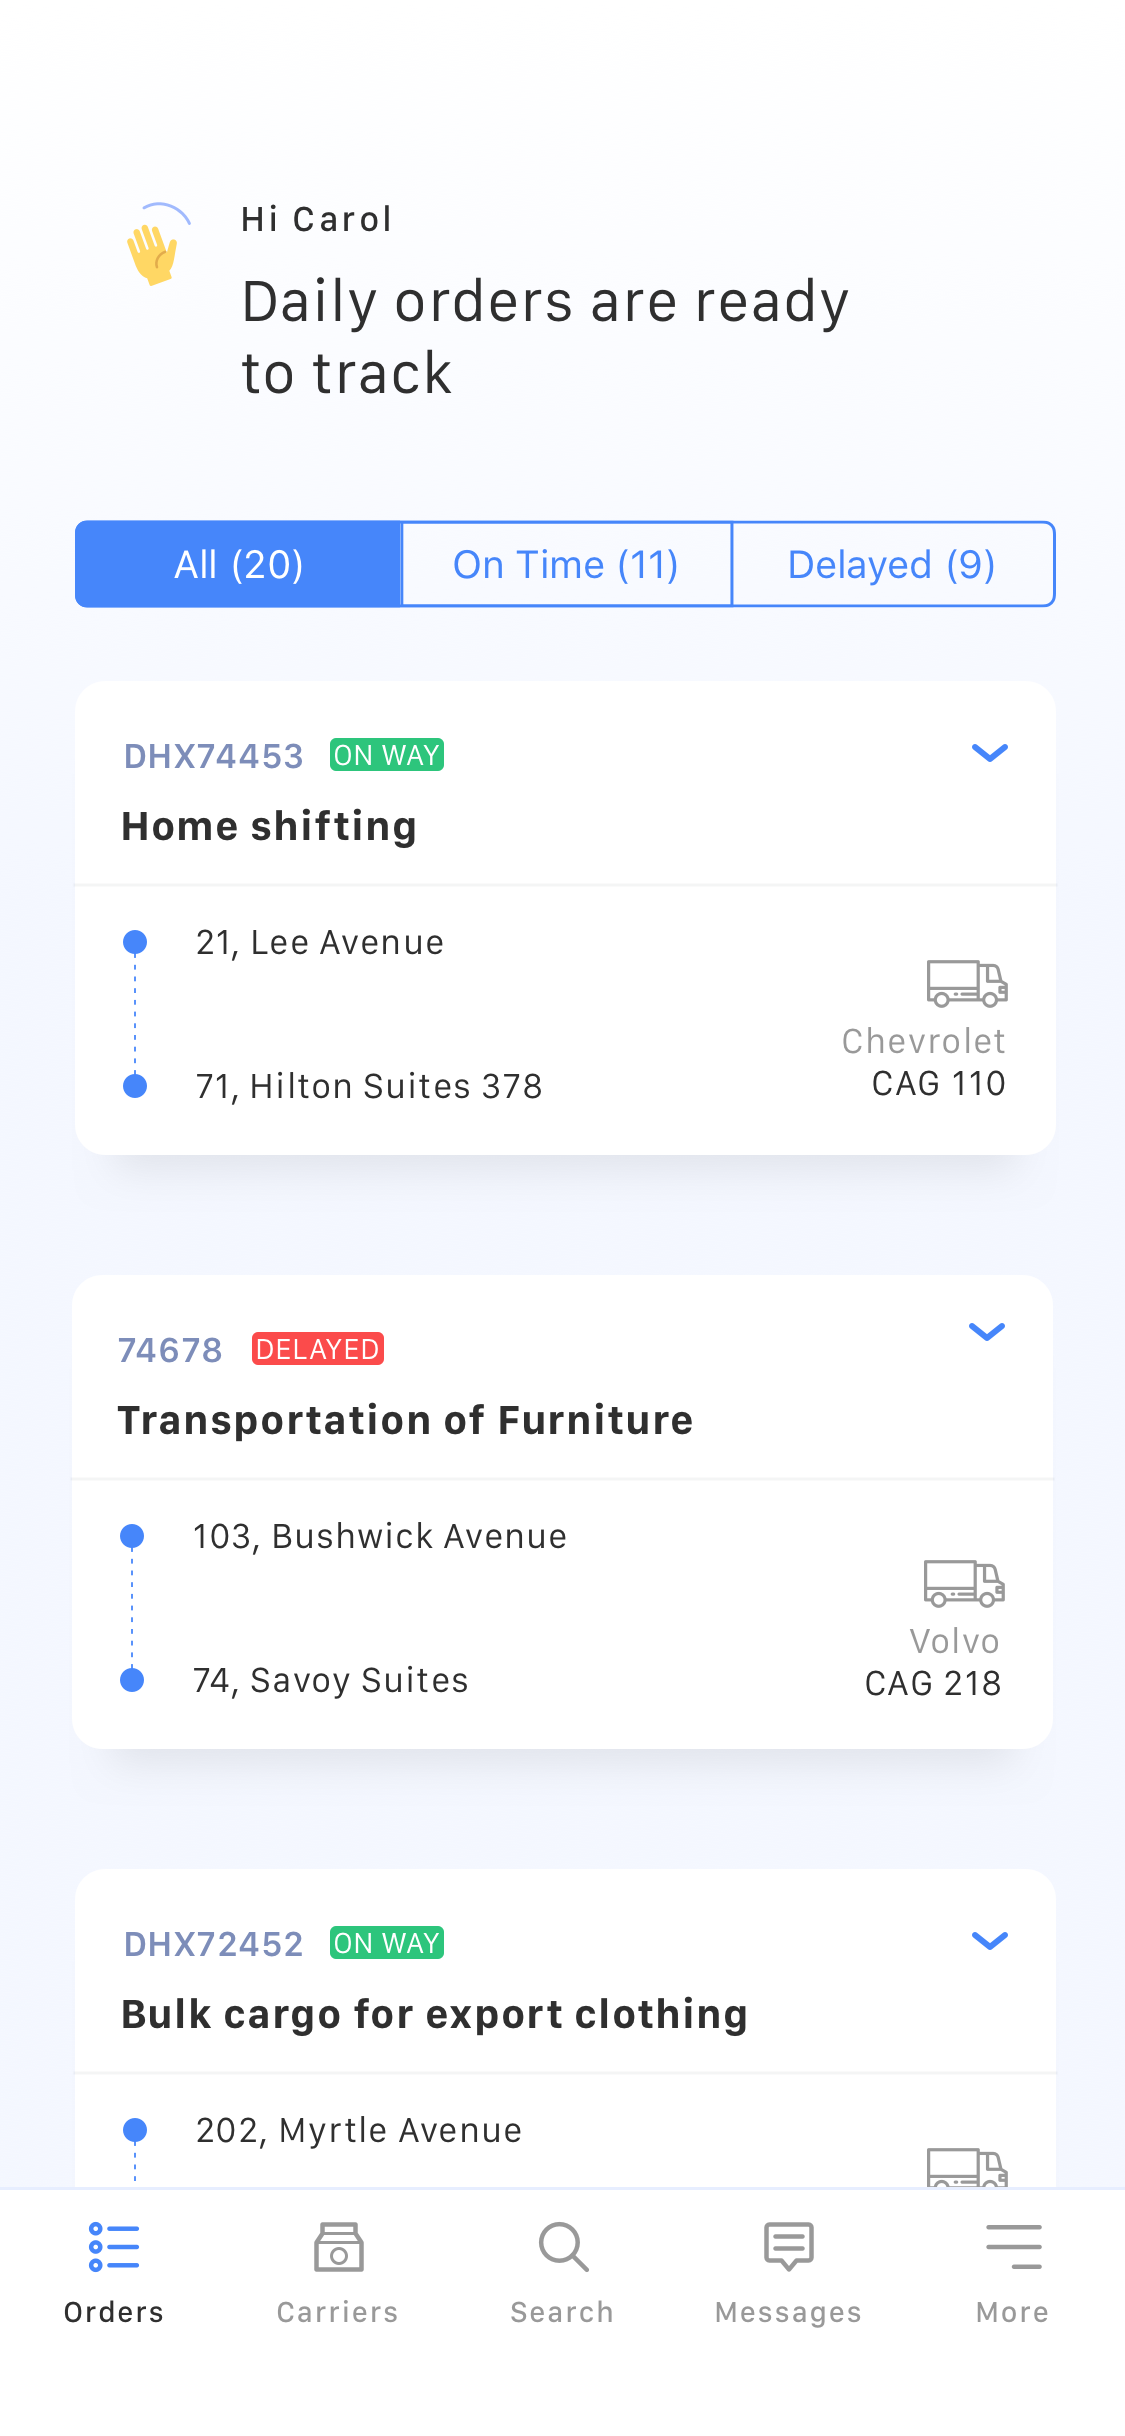 Hi Carol
Daily orders are ready
to track
All (20)
On Time (11)
Delayed (9)
DHX74453
ON WAY
Home shifting
21, Lee Avenue
71, Hilton Suites 378
Chevrolet
CAG 110
74678
DELAYED
Transportation of Furniture
103, Bushwick Avenue
74, Savoy Suites
Volvo
CAG 218
DHX72452
ON WAY
Bulk cargo for export clothing
202, Myrtle Avenue
Orders
Carriers
Search
Messages
More